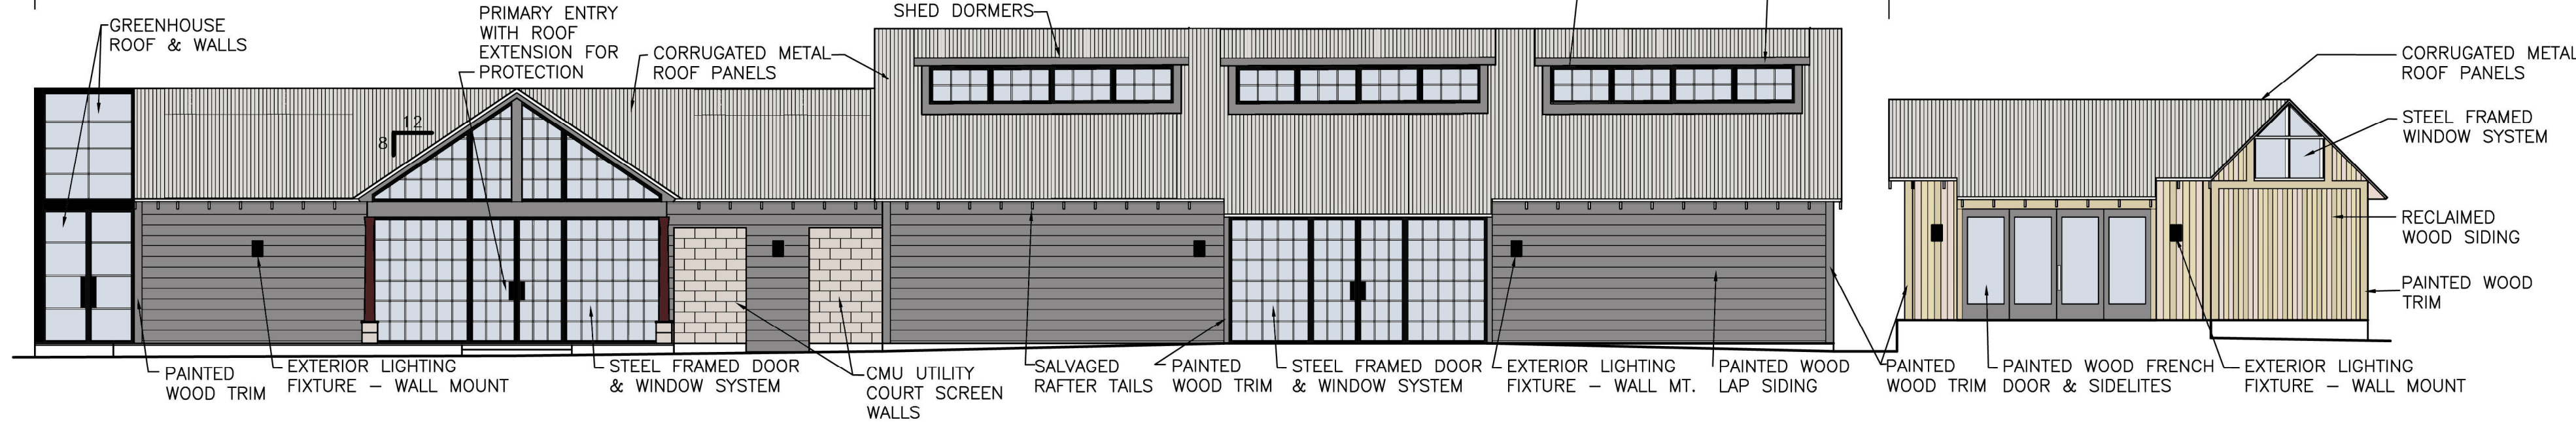 GREENHOUSE
ROOF & WALLS
PRIMARY ENTRY
WITH ROOF
EXTENSION FOR
PROTECTION
CORRUGATED METAL
ROOF PANELS
SHED DORMERS
CORRUGATED METAL
ROOF PANELS
STEEL FRAMED
WINDOW SYSTEM
RECLAIMED
WOOD SIDING
PAINTED WOOD
TRIM
12
8
PAINTED
WOOD TRIM
EXTERIOR LIGHTING
FIXTURE – WALL MOUNT
STEEL FRAMED DOOR
& WINDOW SYSTEM
CMU UTILITY
COURT SCREEN
WALLS
SALVAGED
RAFTER TAILS
PAINTED
WOOD TRIM
STEEL FRAMED DOOR
& WINDOW SYSTEM
EXTERIOR LIGHTING
FIXTURE – WALL MT.
PAINTED WOOD
LAP SIDING
PAINTED
WOOD TRIM
PAINTED WOOD FRENCH
DOOR & SIDELITES
EXTERIOR LIGHTING
FIXTURE – WALL MOUNT